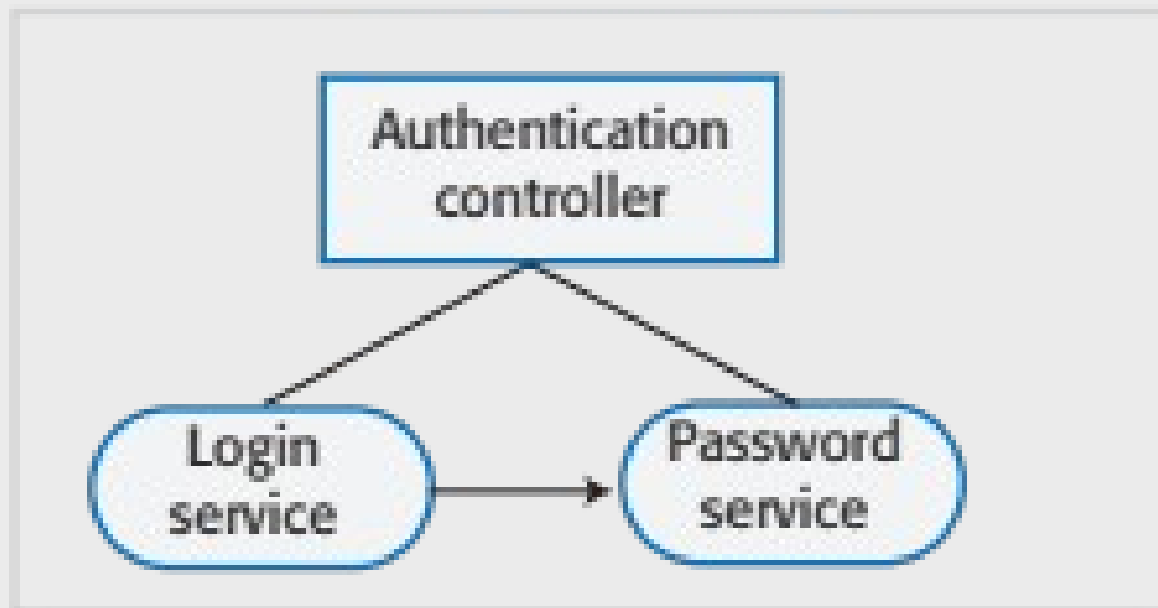 Authentication
controller
Login
service
Password
service